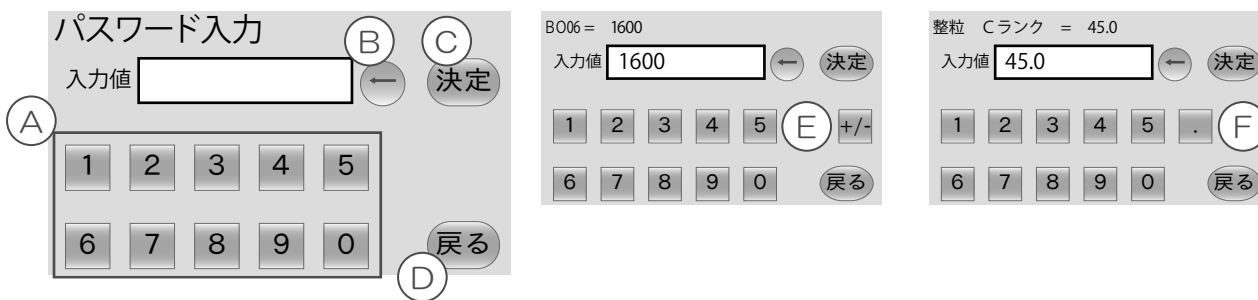 パスワード入力
B
C
入力値
←
決定
A
1 2 3 4 5
6 7 8 9 0
戻る
D
BO06 = 1600
入力値 1600 ← 決定
1 2 3 4 5 E +/-
6 7 8 9 0 戻る
整粒 Cランク = 45.0
入力値 45.0 ← 決定
1 2 3 4 5 . F
6 7 8 9 0 戻る